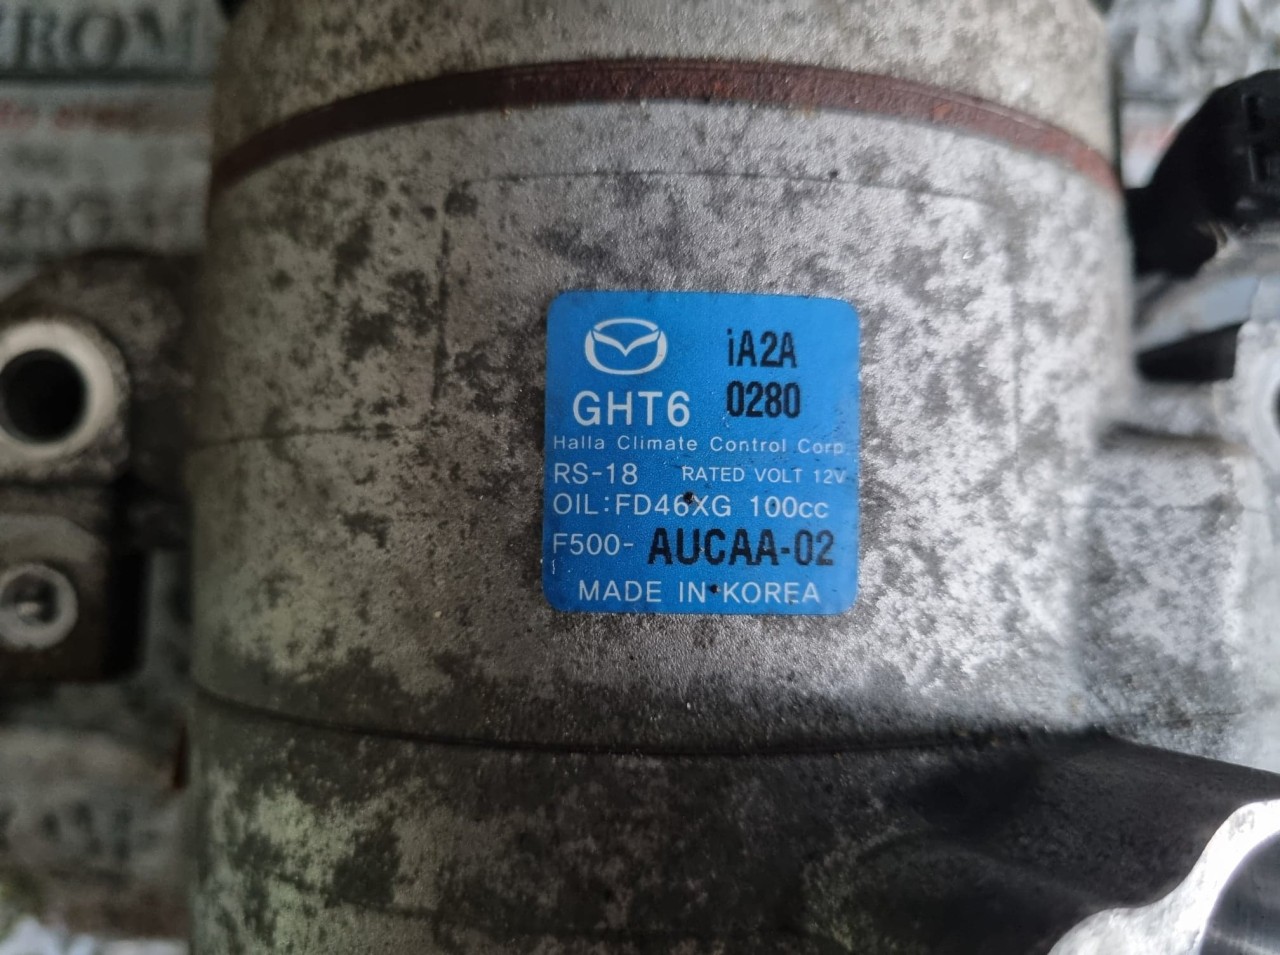 ROM
iA2A
GHT6 0280
Halla Climate Control Corp.
RS-18 RATED VOLT 12V
OIL:FD46XG 100cc
F500- AUCAA-02
MADE IN KOREA